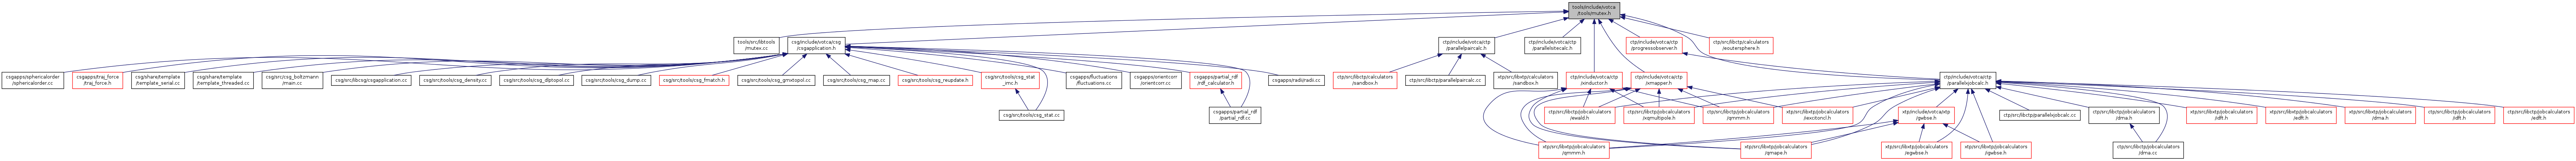 tools/include/votca
/tools/mutex.h
tools/src/libtools
/mutex.cc
csg/include/votca/csg
/csgapplication.h
ctp/include/votca/ctp
/parallelpaircalc.h
ctp/include/votca/ctp
/parallelsitecalc.h
ctp/include/votca/ctp
/progressobserver.h
ctp/src/libctp/calculators
/eoutersphere.h
csgapps/sphericalorder
/sphericalorder.cc
csgapps/traj_force
/traj_force.h
csg/share/template
/template_serial.cc
csg/share/template
/template_threaded.cc
csg/src/csg_boltzmann
/main.cc
csg/src/libcsg/csgapplication.cc
csg/src/tools/csg_density.cc
csg/src/tools/csg_dlptopol.cc
csg/src/tools/csg_dump.cc
csg/src/tools/csg_fmatch.h
csg/src/tools/csg_gmxtopol.cc
csg/src/tools/csg_map.cc
csg/src/tools/csg_reupdate.h
csg/src/tools/csg_stat
_imc.h
csgapps/fluctuations
/fluctuations.cc
csgapps/orientcorr
/orientcorr.cc
csgapps/partial_rdf
/rdf_calculator.h
csgapps/radii/radii.cc
ctp/src/libctp/calculators
/sandbox.h
ctp/src/libctp/parallelpaircalc.cc
xtp/src/libxtp/calculators
/sandbox.h
ctp/include/votca/ctp
/xinductor.h
ctp/include/votca/ctp
/xmapper.h
ctp/include/votca/ctp
/parallelxjobcalc.h
csg/src/tools/csg_stat.cc
csgapps/partial_rdf
/partial_rdf.cc
ctp/src/libctp/jobcalculators
/ewald.h
ctp/src/libctp/jobcalculators
/xqmultipole.h
ctp/src/libctp/jobcalculators
/qmmm.h
xtp/src/libxtp/jobcalculators
/iexcitoncl.h
xtp/include/votca/xtp
/gwbse.h
ctp/src/libctp/parallelxjobcalc.cc
ctp/src/libctp/jobcalculators
/dma.h
xtp/src/libxtp/jobcalculators
/idft.h
xtp/src/libxtp/jobcalculators
/edft.h
xtp/src/libxtp/jobcalculators
/dma.h
ctp/src/libctp/jobcalculators
/idft.h
ctp/src/libctp/jobcalculators
/edft.h
xtp/src/libxtp/jobcalculators
/qmmm.h
xtp/src/libxtp/jobcalculators
/qmape.h
xtp/src/libxtp/jobcalculators
/egwbse.h
xtp/src/libxtp/jobcalculators
/igwbse.h
ctp/src/libctp/jobcalculators
/dma.cc